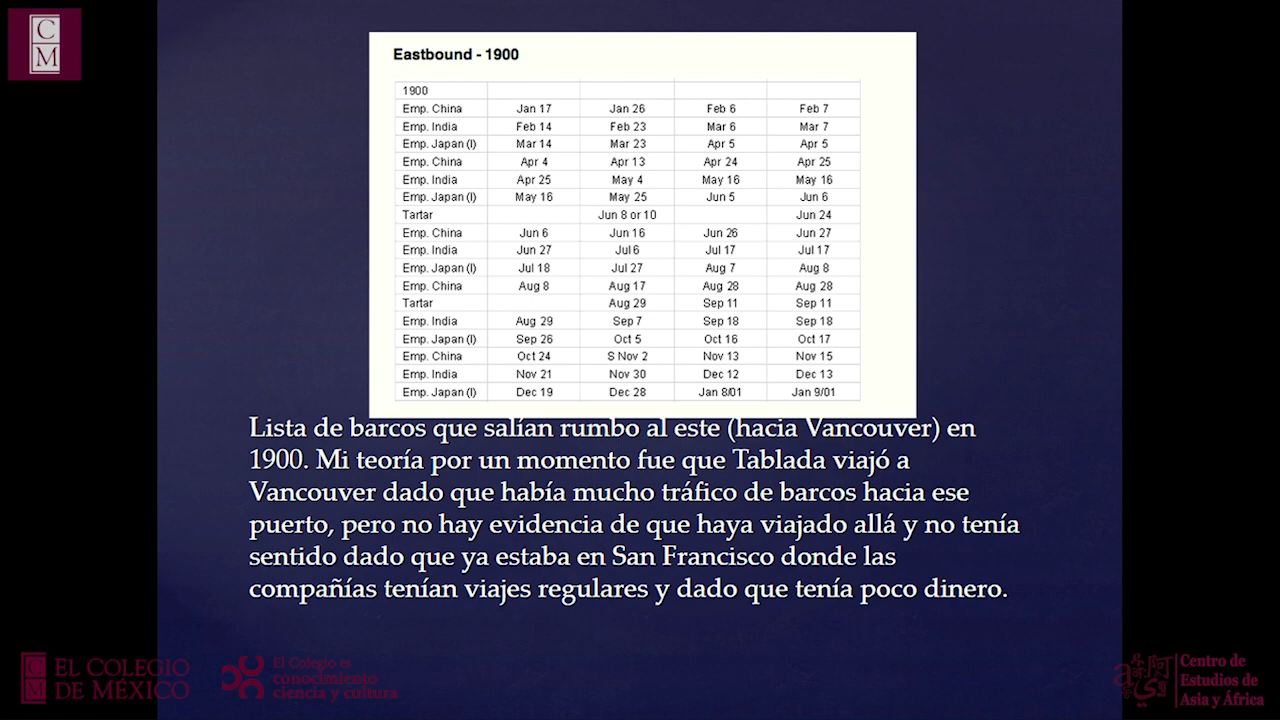 C
M
Eastbound - 1900
1900
Emp. China Jan 17 Jan 26 Feb 6 Feb 7
Emp. India Feb 14 Feb 23 Mar 6 Mar 7
Emp. Japan (I) Mar 14 Mar 23 Apr 5 Apr 5
Emp. China Apr 4 Apr 13 Apr 24 Apr 25
Emp. India Apr 25 May 4 May 16 May 16
Emp. Japan (I) May 16 May 25 Jun 5 Jun 6
Tartar Jun 8 or 10 Jun 24
Emp. China Jun 6 Jun 16 Jun 26 Jun 27
Emp. India Jun 27 Jul 6 Jul 17 Jul 17
Emp. Japan (I) Jul 18 Jul 27 Aug 7 Aug 8
Emp. China Aug 8 Aug 17 Aug 28 Aug 28
Tartar Aug 29 Sep 11 Sep 11
Emp. India Aug 29 Sep 7 Sep 18 Sep 18
Emp. Japan (I) Sep 26 Oct 5 Oct 16 Oct 17
Emp. China Oct 24 S Nov 2 Nov 13 Nov 15
Emp. India Nov 21 Nov 30 Dec 12 Dec 13
Emp. Japan (I) Dec 19 Dec 28 Jan 8/01 Jan 9/01
Lista de barcos que salían rumbo al este (hacia Vancouver) en
1900. Mi teoría por un momento fue que Tablada viajó a
Vancouver dado que había mucho tráfico de barcos hacia ese
puerto, pero no hay evidencia de que haya viajado allá y no tenía
sentido dado que ya estaba en San Francisco donde las
compañías tenían viajes regulares y dado que tenía poco dinero.
C
M
EL COLEGIO
DE MÉXICO
El Colegio es
conocimiento
ciencia y cultura
Centro de
Estudios de
Asia y África